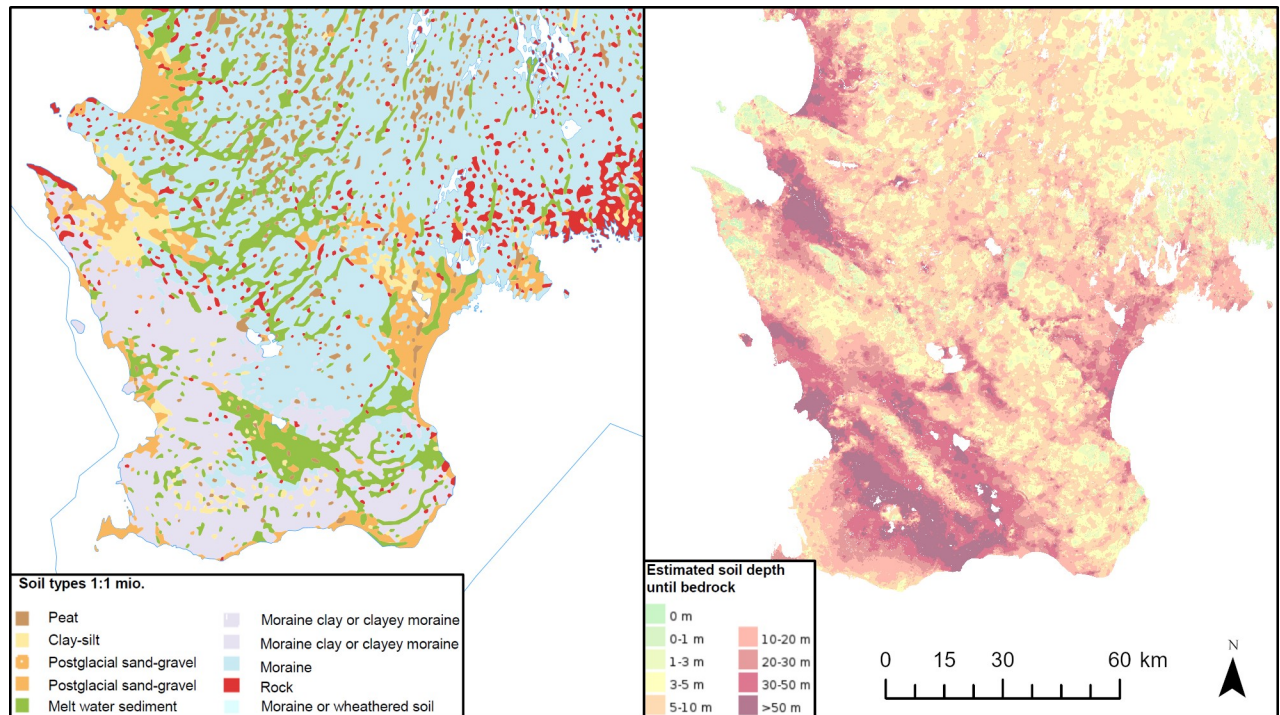 Soil types 1:1 mio.
Peat
Clay-silt
Postglacial sand-gravel
Postglacial sand-gravel
Melt water sediment
Moraine clay or clayey moraine
Moraine clay or clayey moraine
Moraine
Rock
Moraine or wheathered soil
Estimated soil depth
until bedrock
0 m
0-1 m
1-3 m
3-5 m
5-10 m
10-20 m
20-30 m
30-50 m
>50 m
0 15 30 60 km
N